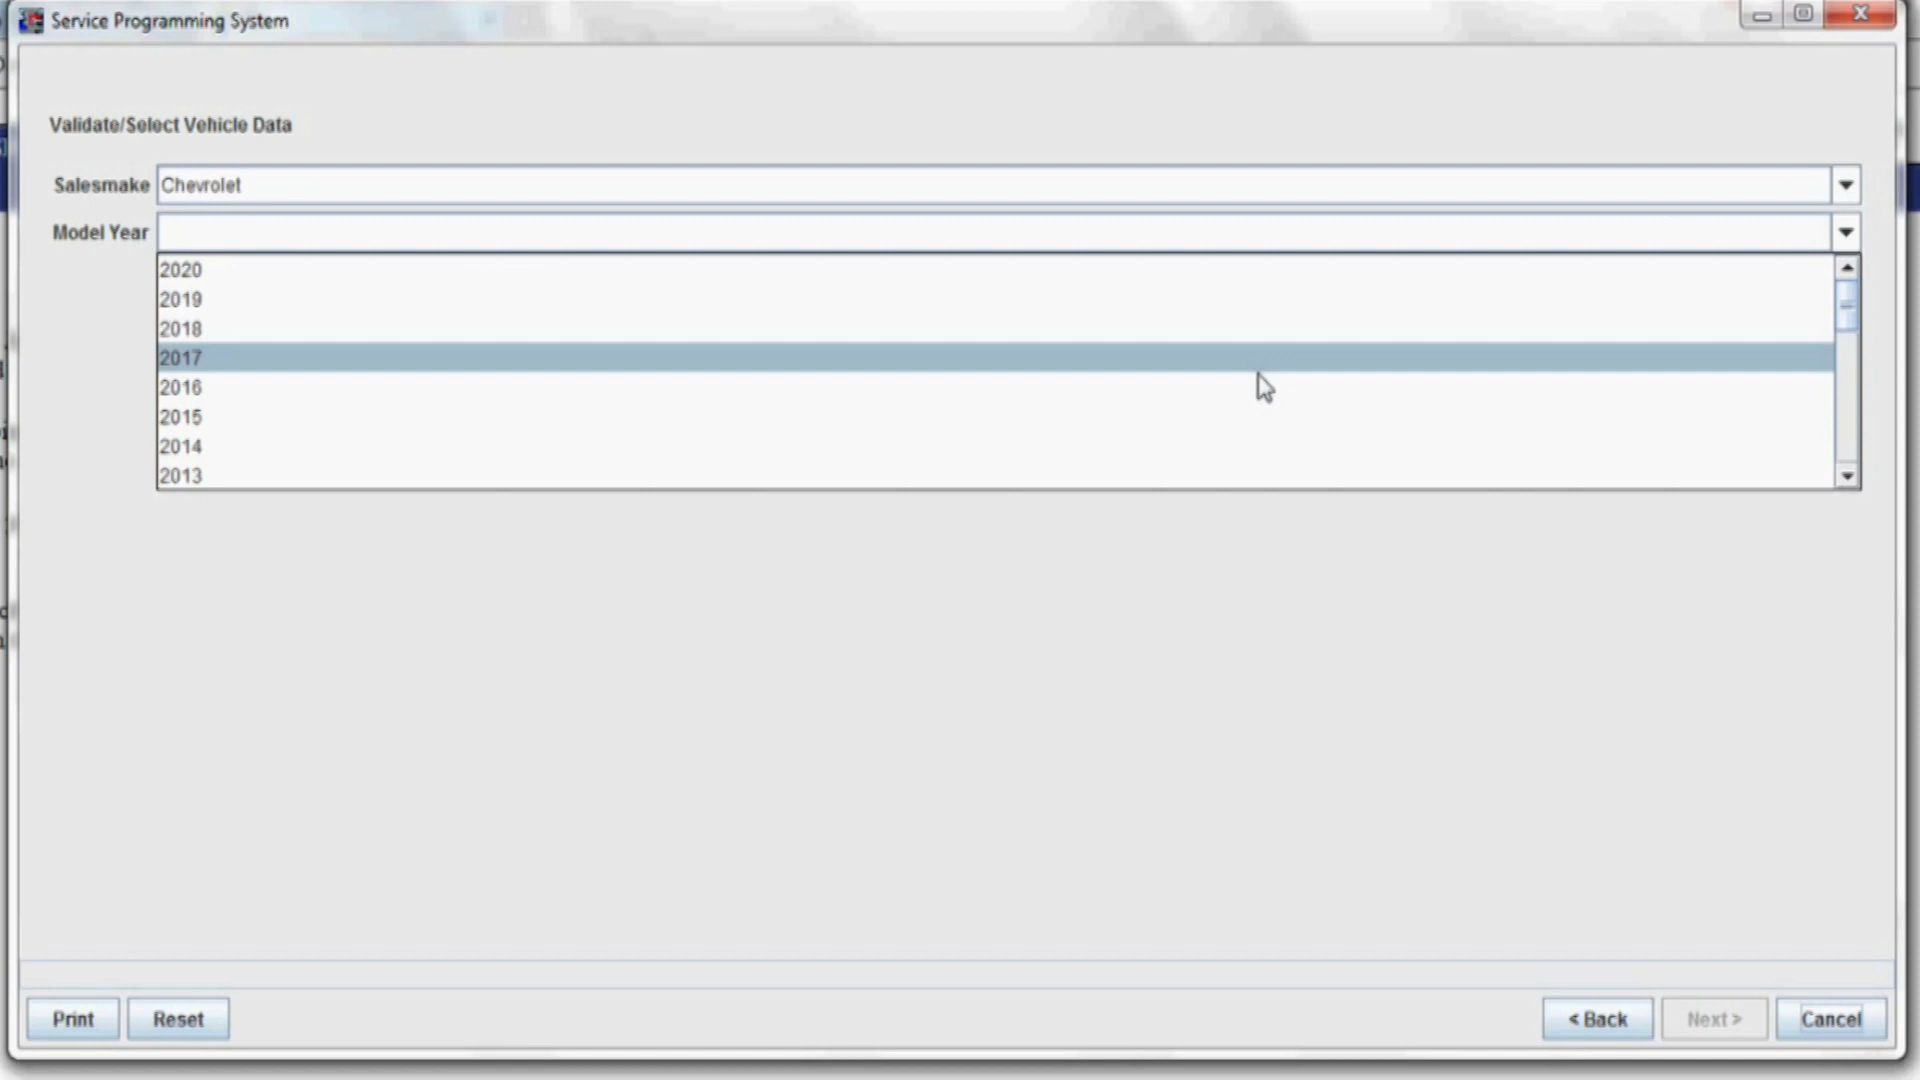 Service Programming System
Validate/Select Vehicle Data
Salesmake Chevrolet
Model Year
2020
2019
2018
2017
2016
2015
2014
2013
Print Reset < Back Next > Cancel